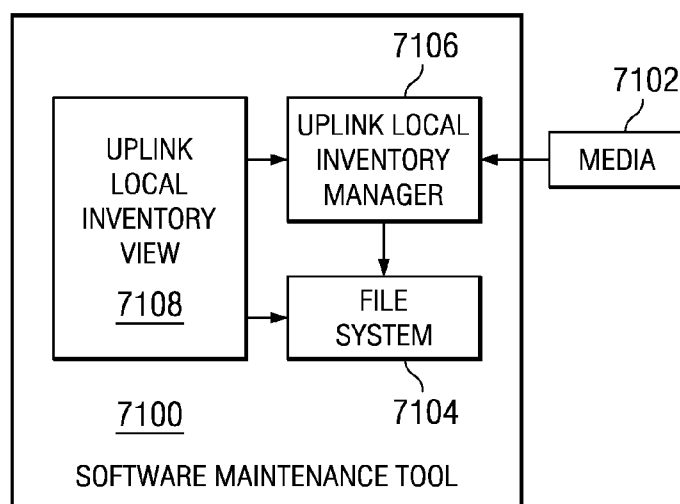 7106
7102
UPLINK
LOCAL
INVENTORY
VIEW
7108
UPLINK LOCAL
INVENTORY
MANAGER
MEDIA
FILE
SYSTEM
7104
7100
SOFTWARE MAINTENANCE TOOL